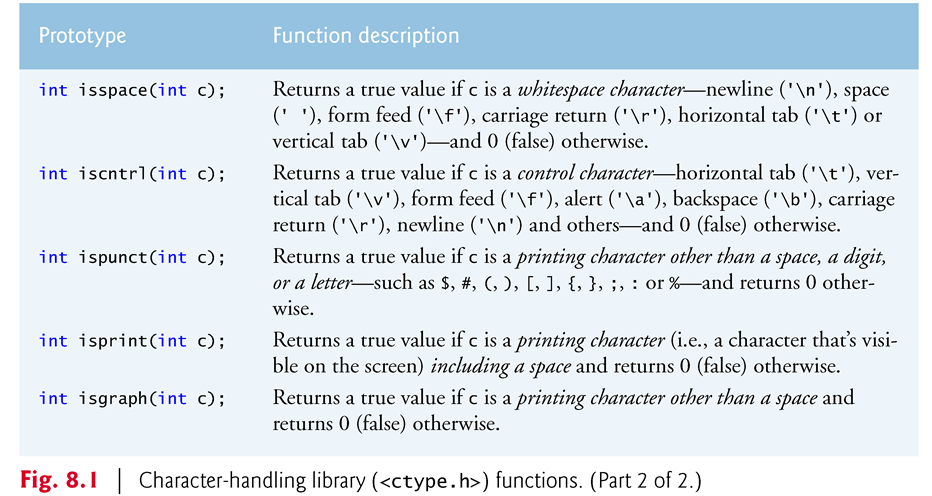 Prototype Function description
int isspace(int c); Returns a true value if c is a whitespace character—newline ('\n'), space
(' '), form feed ('\f'), carriage return ('\r'), horizontal tab ('\t') or
vertical tab ('\v')—and 0 (false) otherwise.
int iscntrl(int c); Returns a true value if c is a control character—horizontal tab ('\t'), ver-
tical tab ('\v'), form feed ('\f'), alert ('\a'), backspace ('\b'), carriage
return ('\r'), newline ('\n') and others—and 0 (false) otherwise.
int ispunct(int c); Returns a true value if c is a printing character other than a space, a digit,
or a letter—such as $, #, (, ), [, ], {, }, ;, : or %—and returns 0 other-
wise.
int isprint(int c); Returns a true value if c is a printing character (i.e., a character that's visi-
ble on the screen) including a space and returns 0 (false) otherwise.
int isgraph(int c); Returns a true value if c is a printing character other than a space and
returns 0 (false) otherwise.
Fig. 8.1 | Character-handling library (<ctype.h>) functions. (Part 2 of 2.)